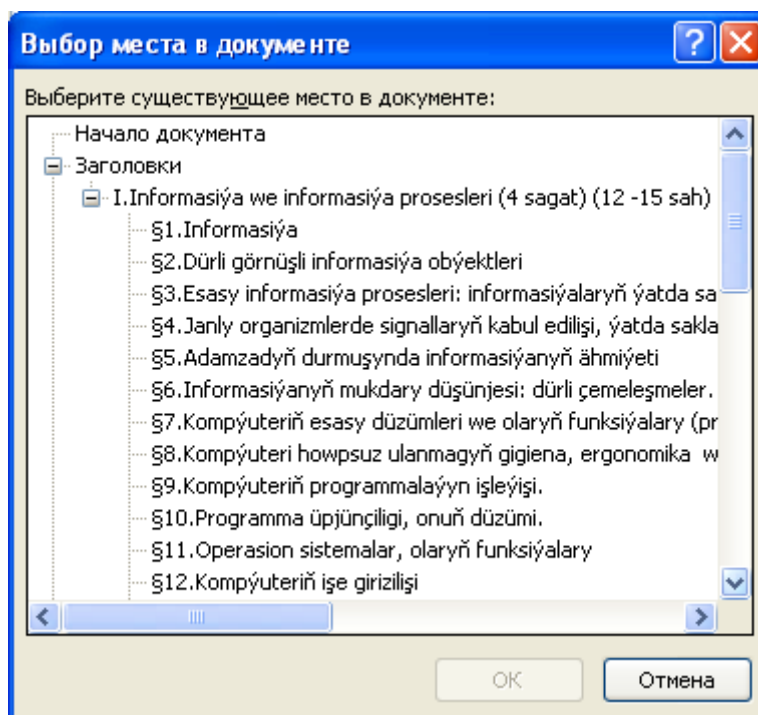 Выбор места в документе
Выберите существующее место в документе:
Начало документа
Заголовки
I.Informasiýa we informasiýa prosesleri (4 sagat) (12 -15 sah)
§1.Informasiýa
§2.Dürli görnüşli informasiýa obýektleri
§3.Esasy informasiýa prosesleri: informasiýalaryň ýatda sa
§4.Janly organizmlerde signallaryň kabul edilişi, ýatda sakla
§5.Adamzadyň durmuşynda informasiýanyň ähmiýeti
§6.Informasiýanyň mukdary düşünjesi: dürli çemeleşmeler.
§7.Kompýuteriň esasy düzümleri we olaryň funksiýalary (pr
§8.Kompýuteri howpsuz ulanmagyň gigiena, ergonomika w
§9.Kompýuteriň programmalaýyn işleýişi.
§10.Programma üpjünçiligi, onuň düzümi.
§11.Operasion sistemalar, olaryň funksiýalary
§12.Kompýuteriň işe girizilişi
ОК
Отмена